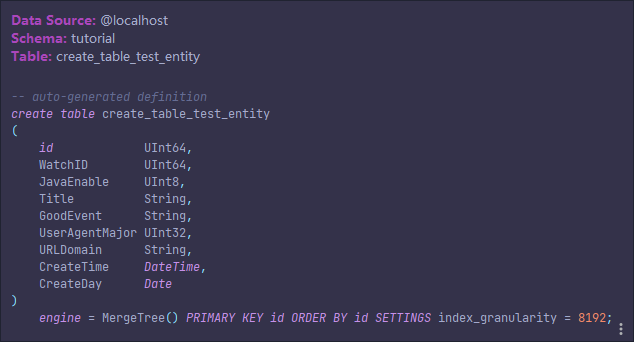 Data Source: @localhost
Schema: tutorial
Table: create_table_test_entity
-- auto-generated definition
create table create_table_test_entity
(
    id             UInt64,
    WatchID        UInt64,
    JavaEnable     UInt8,
    Title          String,
    GoodEvent      String,
    UserAgentMajor UInt32,
    URLDomain      String,
    CreateTime     DateTime,
    CreateDay      Date
)
    engine = MergeTree() PRIMARY KEY id ORDER BY id SETTINGS index_granularity = 8192;